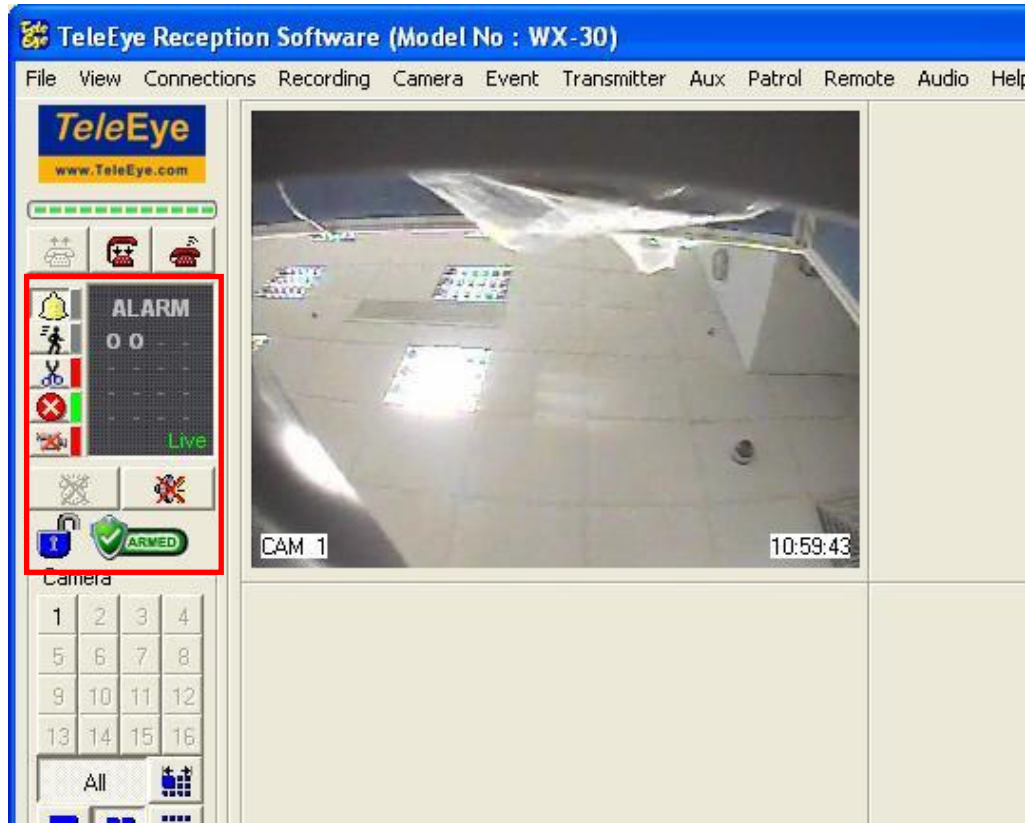 TeleEye Reception Software (Model No : WX-30)
File View Connections Recording Camera Event Transmitter Aux Patrol Remote Audio Help
TeleEye
www.TeleEye.com
ALARM
0 0 - -
- - - -
- - - -
- - - -
Live
ARMED
CAM 1
10:59:43
Camera
1 2 3 4
5 6 7 8
9 10 11 12
13 14 15 16
All